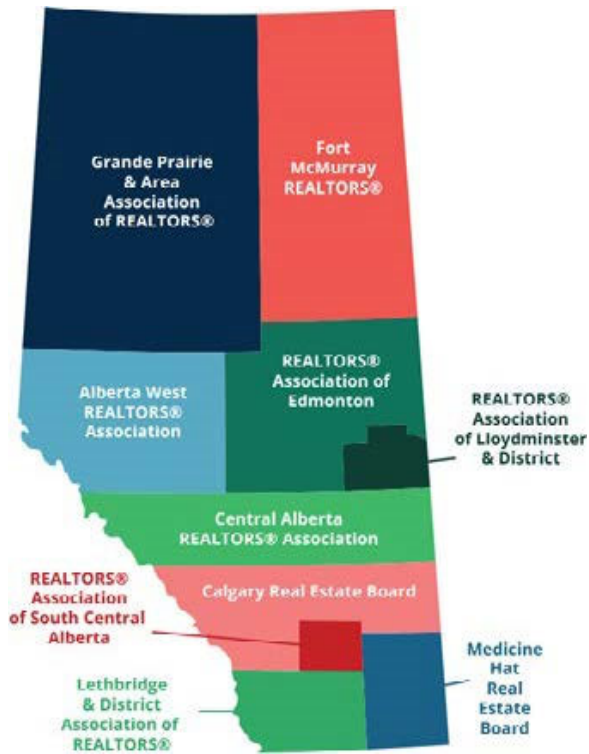 Grande Prairie
& Area
Association
of REALTORS®
Fort
McMurray
REALTORS®
Alberta West
REALTORS®
Association
REALTORS®
Association of
Edmonton
REALTORS®
Association
of Lloydminster
& District
Central Alberta
REALTORS® Association
REALTORS®
Association
of South Central
Alberta
Calgary Real Estate Board
Lethbridge
& District
Association of
REALTORS®
Medicine
Hat
Real
Estate
Board